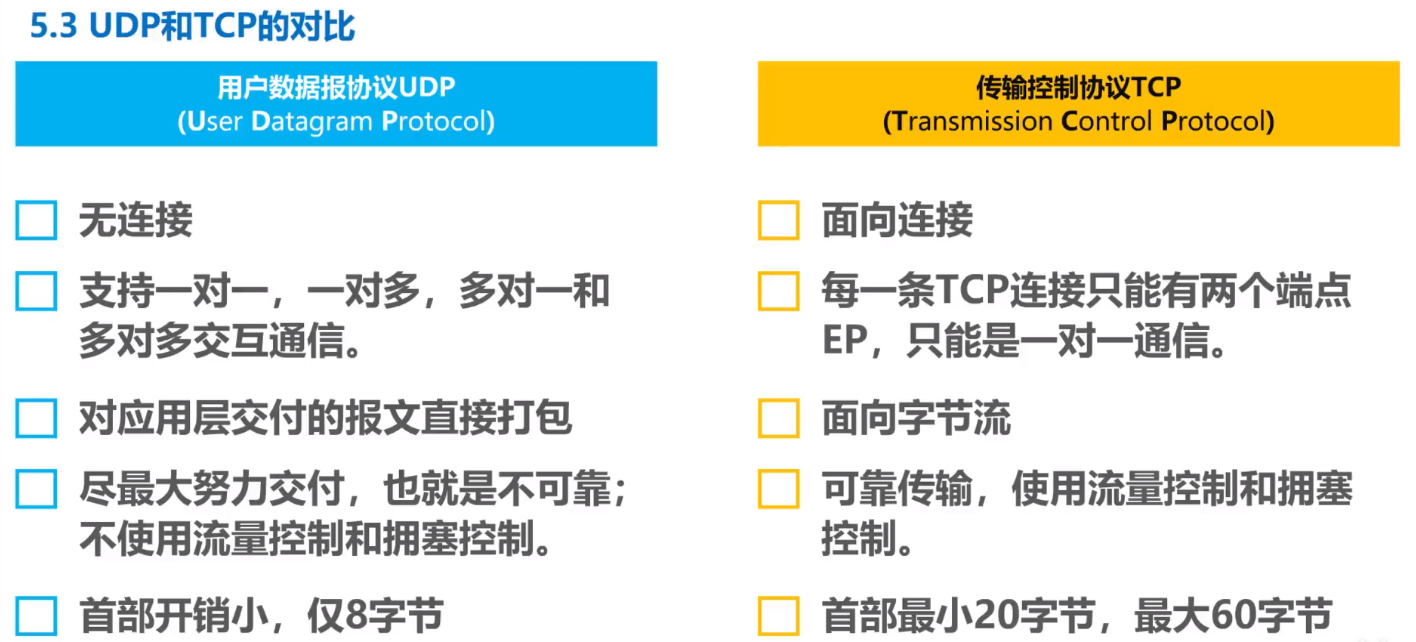 5.3 UDP和TCP的对比
用户数据报协议UDP
(User Datagram Protocol)
无连接
支持一对一，一对多，多对一和
多对多交互通信。
对应用层交付的报文直接打包
尽最大努力交付，也就是不可靠；
不使用流量控制和拥塞控制。
首部开销小，仅8字节
传输控制协议TCP
(Transmission Control Protocol)
面向连接
每一条TCP连接只能有两个端点
EP，只能是一对一通信。
面向字节流
可靠传输，使用流量控制和拥塞
控制。
首部最小20字节，最大60字节